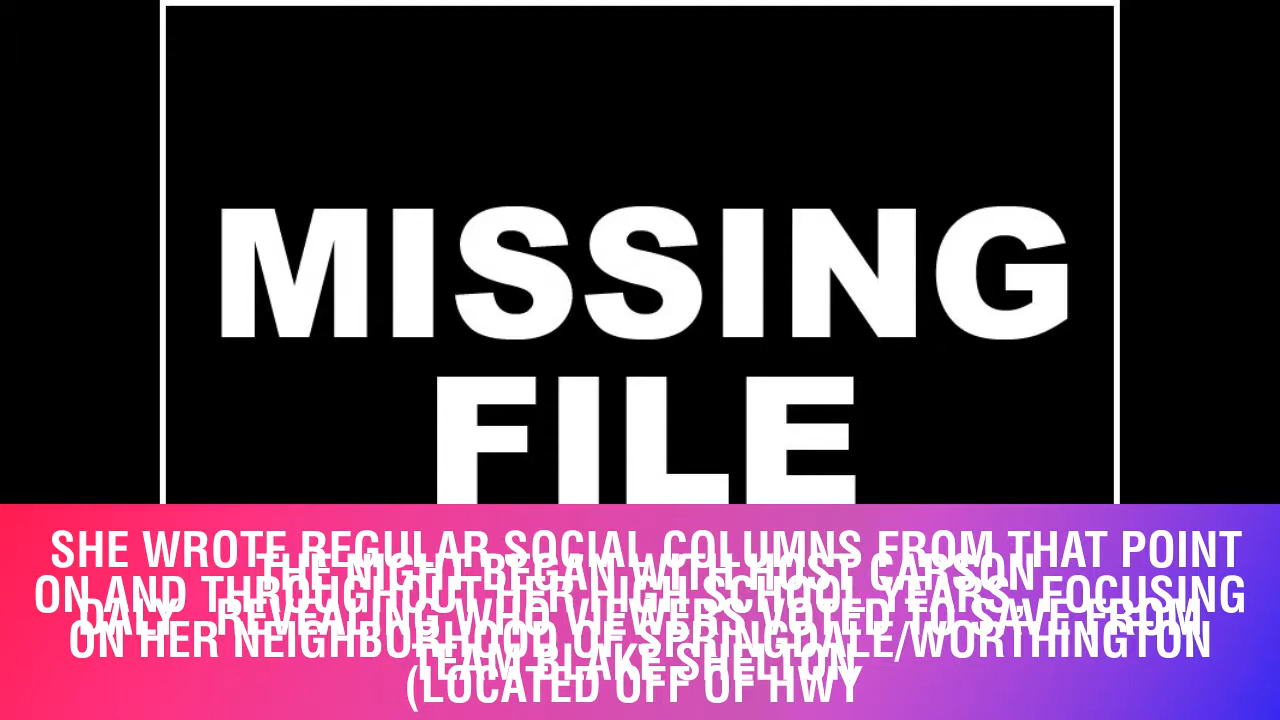 MISSING
FILE
SHE WROTE REGULAR SOCIAL COLUMNS FROM THAT POINT
THE NIGHT BEGAN WITH HOST CARSON
ON AND THROUGHOUT HER HIGH SCHOOL YEARS, FOCUSING
DALY REVEALING WHO VIEWERS VOTED TO SAVE FROM
ON HER NEIGHBORHOOD OF SPRINGDALE/WORTHINGTON
TEAM BLAKE SHELTON
(LOCATED OFF OF HWY